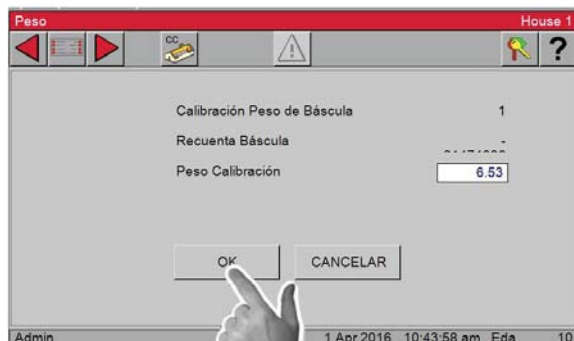 Peso House 1
CC
?
Calibración Peso de Báscula 1
Recuenta Báscula -
Peso Calibración 6.53
OK CANCELAR
Admin 1 Apr 2016 10:43:58 am Eda 10